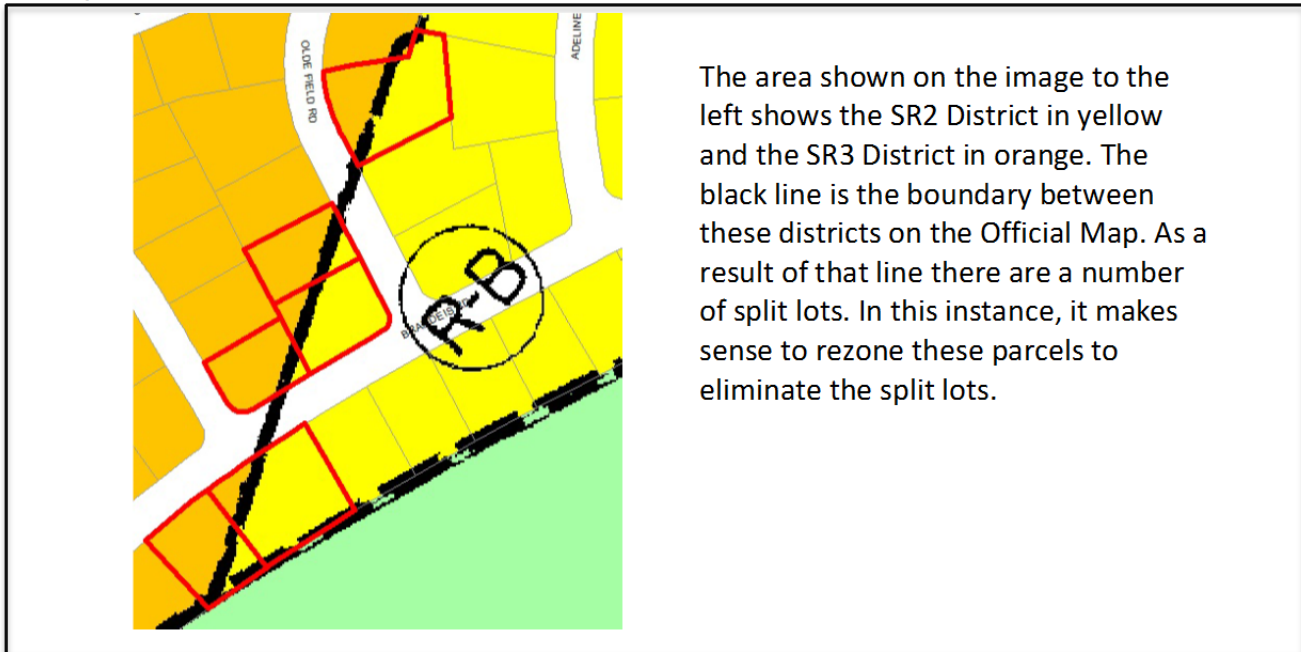 OLDE FIELD RD
ADELINE
R-B
The area shown on the image to the
left shows the SR2 District in yellow
and the SR3 District in orange. The
black line is the boundary between
these districts on the Official Map. As a
result of that line there are a number
of split lots. In this instance, it makes
sense to rezone these parcels to
eliminate the split lots.